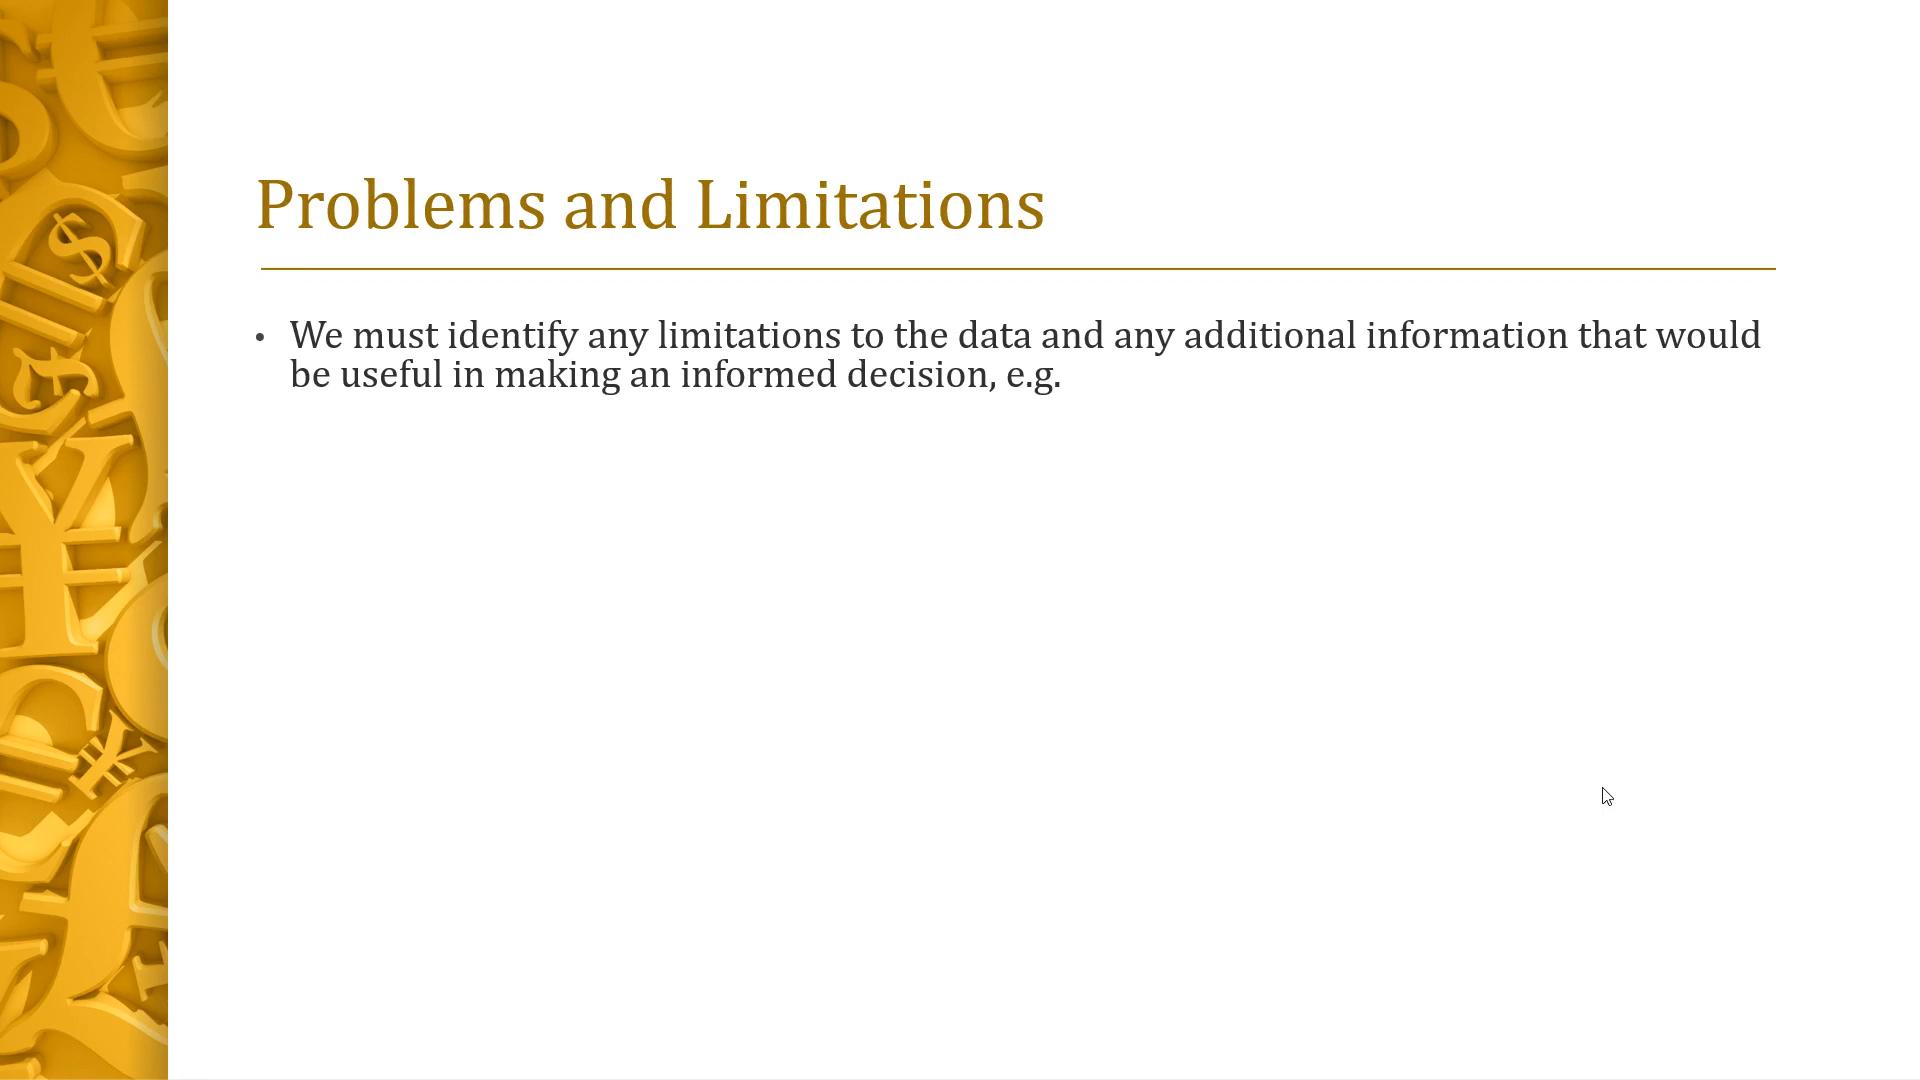 Problems and Limitations
• We must identify any limitations to the data and any additional information that would
be useful in making an informed decision, e.g.